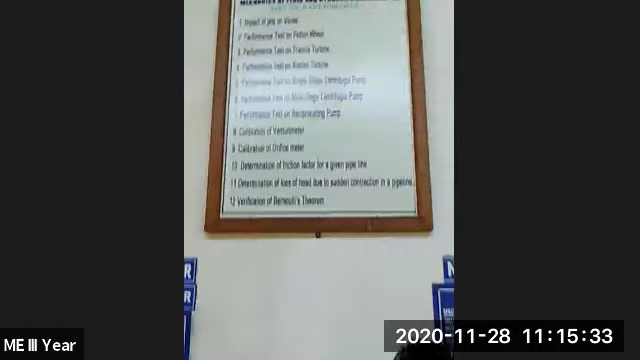 LIST OF EXPERIMENTS
1 Impact of jets on Vanes
2 Performance Test on Pelton Wheel
3 Performance Test on Francis Turbine
4 Performance Test on Kaplan Turbine
5 Performance Test on Single Stage Centrifugal Pump
6 Performance Test on Multi Stage Centrifugal Pump
7 Performance Test on Reciprocating Pump
8 Calibration of Venturimeter
9 Calibration of Orifice meter
10 Determination of friction factor for a given pipe line
11 Determination of loss of head due to sudden contraction in a pipeline.
12 Verification of Bernoulli's Theorem
R
R
N
ME III Year
2020-11-28 11:15:33